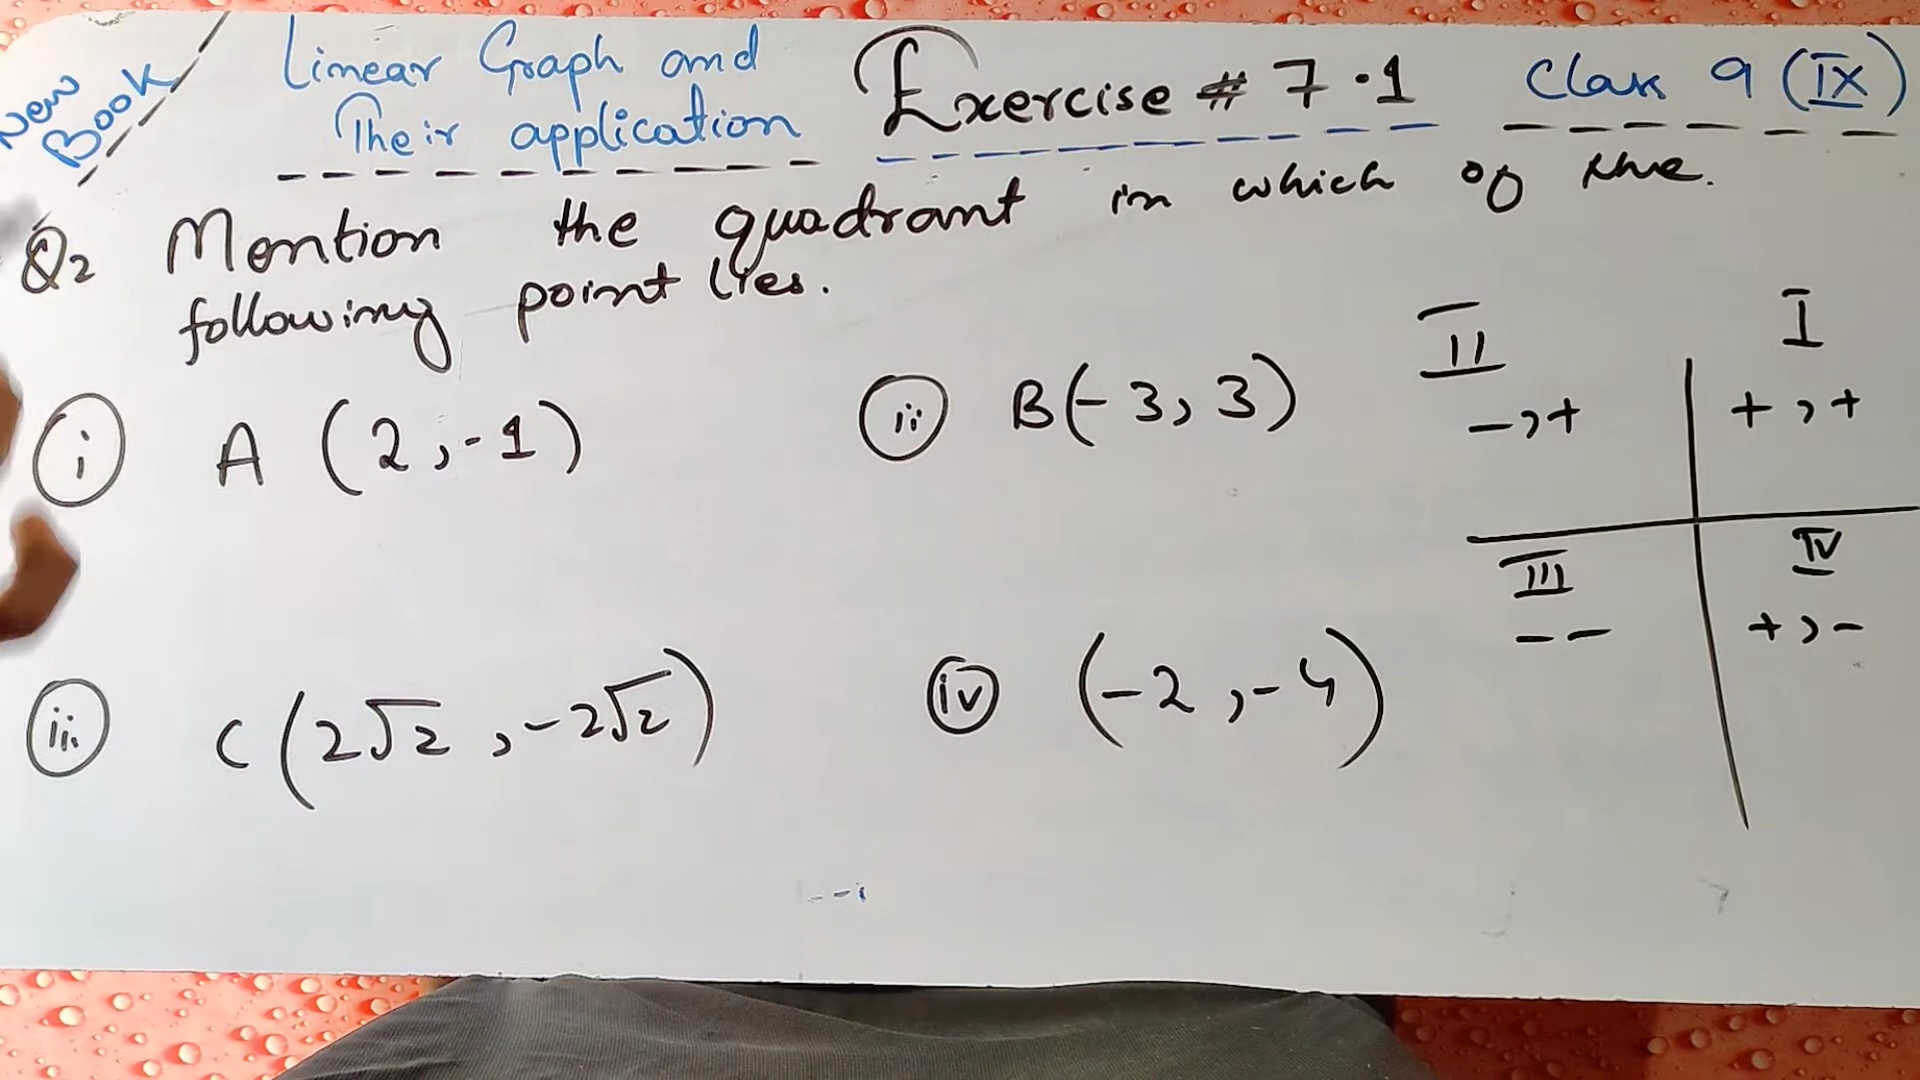 New Book
Linear Graph and
Their application
Exercise # 7.1
Class 9 (IX)
Q2 Mention the quadrant in which of the.
following point lies.
i A (2,-1)
ii B(-3, 3)
iii C(2√2, -2√2)
iv (-2, -4)
II
-,+
I
+,+
III
--
IV
+,-